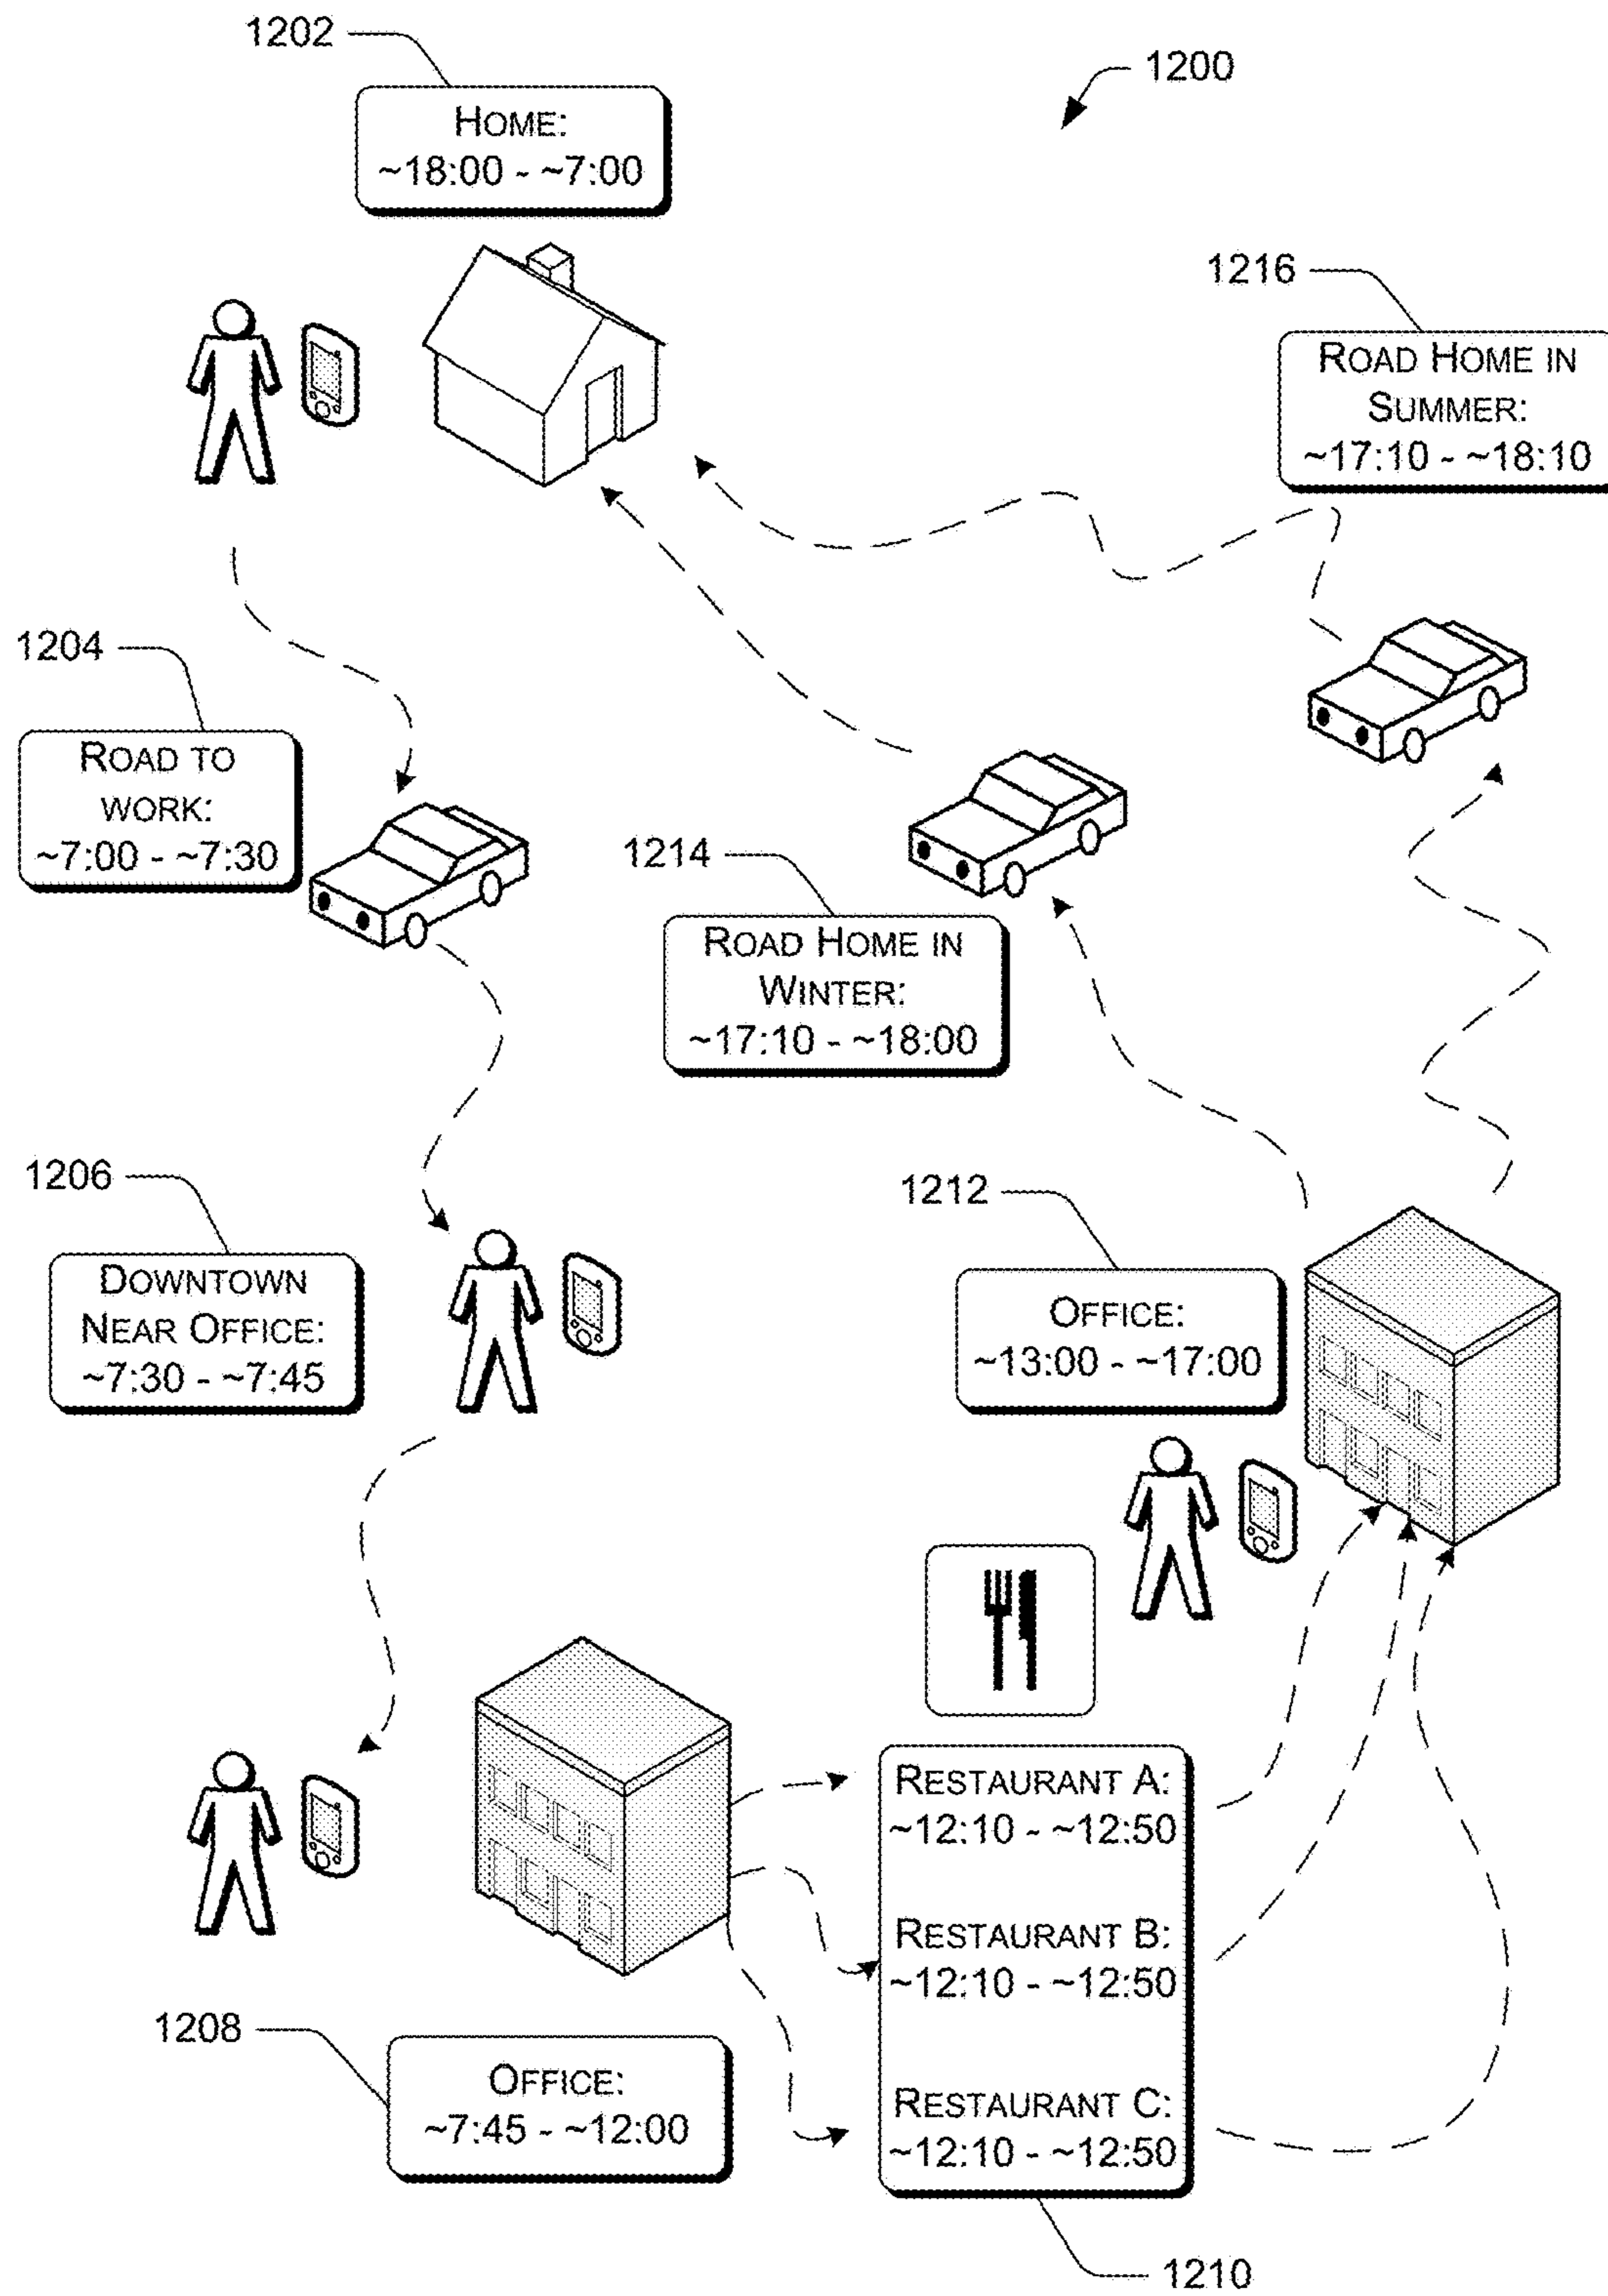 1202
1200
HOME:
~18:00 - ~7:00
1216
ROAD HOME IN
SUMMER:
~17:10 - ~18:10
1204
ROAD TO
WORK:
~7:00 - ~7:30
1214
ROAD HOME IN
WINTER:
~17:10 - ~18:00
1206
DOWNTOWN
NEAR OFFICE:
~7:30 - ~7:45
1212
OFFICE:
~13:00 - ~17:00
RESTAURANT A:
~12:10 - ~12:50
RESTAURANT B:
~12:10 - ~12:50
RESTAURANT C:
~12:10 - ~12:50
1208
OFFICE:
~7:45 - ~12:00
1210